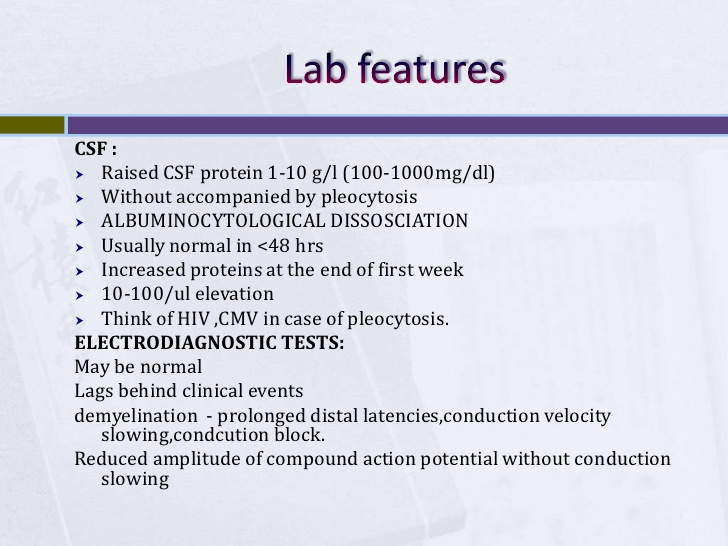 Lab features
CSF :
Raised CSF protein 1-10 g/l (100-1000mg/dl)
Without accompanied by pleocytosis
ALBUMINOCYTOLOGICAL DISSOSCIATION
Usually normal in <48 hrs
Increased proteins at the end of first week
10-100/ul elevation
Think of HIV ,CMV in case of pleocytosis.
ELECTRODIAGNOSTIC TESTS:
May be normal
Lags behind clinical events
demyelination - prolonged distal latencies,conduction velocity
slowing,condcution block.
Reduced amplitude of compound action potential without conduction
slowing